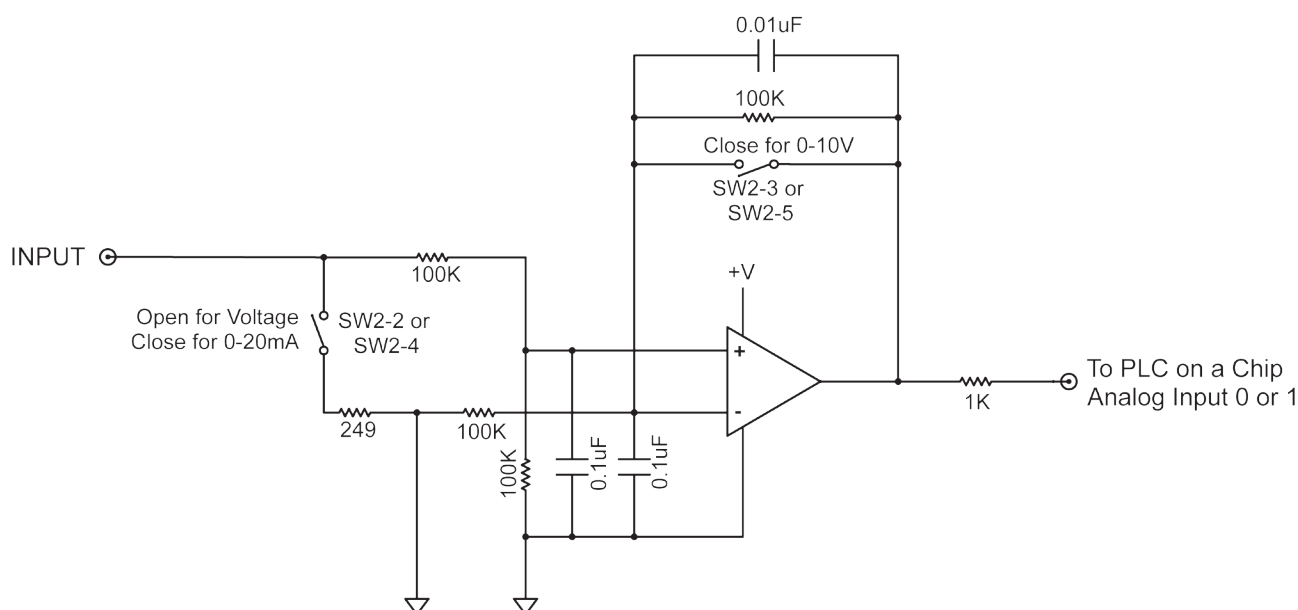 0.01uF
100K
Close for 0-10V
SW2-3 or
SW2-5
INPUT
100K
+V
Open for Voltage
Close for 0-20mA
SW2-2 or
SW2-4
+
-
To PLC on a Chip
Analog Input 0 or 1
1K
249
100K
100K
0.1uF
0.1uF